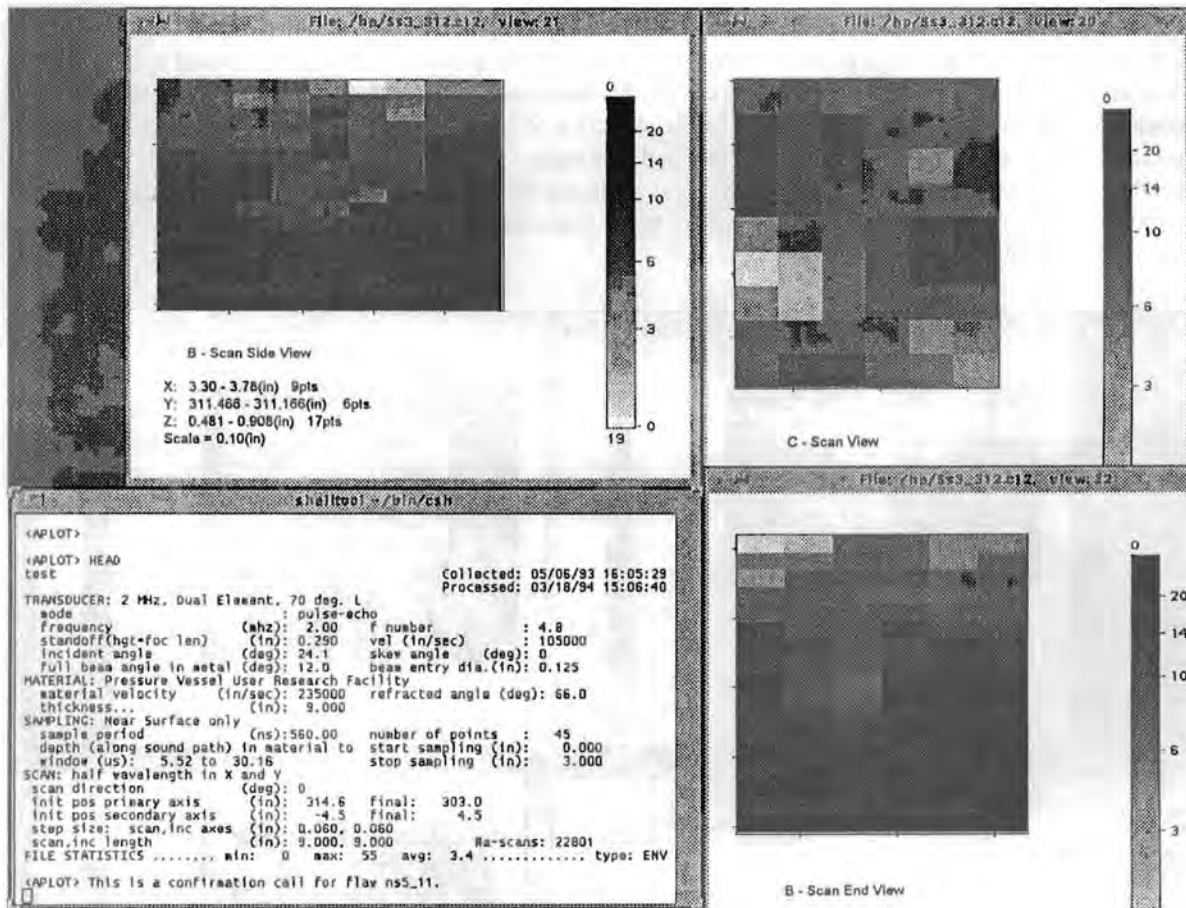 File: /hp/Ss3_312.c12, view: 21
0
20
14
10
6
3
0
19
B - Scan Side View
X: 3.30 - 3.78(in) 9pts
Y: 311.466 - 311.166(in) 6pts
Z: 0.481 - 0.908(in) 17pts
Scale = 0.10(in)
File: /hp/Ss3_312.c12, view: 20
0
20
14
10
6
3
C - Scan View
shelltool - /bin/csh
<APLOT>
<APLOT> HEAD
test Collected: 05/06/93 16:05:29
Processed: 03/18/94 15:06:40
TRANSDUCER: 2 MHz, Dual Element, 70 deg. L
mode : pulse-echo
frequency (mhz): 2.00 f number : 4.8
standoff(hgt+foc len) (in): 0.290 vel (in/sec) : 105000
incident angle (deg): 24.1 skew angle (deg): 0
full beam angle in metal (deg): 12.0 beam entry dia.(in): 0.125
MATERIAL: Pressure Vessel User Research Facility
material velocity (in/sec): 235000 refracted angle (deg): 66.0
thickness... (in): 9.000
SAMPLING: Near Surface only
sample period (ns):560.00 number of points : 45
depth (along sound path) in material to start sampling (in): 0.000
window (us): 5.52 to 30.16 stop sampling (in): 3.000
SCAN: half wavelength in X and Y
scan direction (deg): 0
init pos primary axis (in): 314.6 final: 303.0
init pos secondary axis (in): -4.5 final: 4.5
step size: scan,inc axes (in): 0.060, 0.060
scan,inc length (in): 9.000, 9.000 #a-scans: 22801
FILE STATISTICS ........ min: 0 max: 55 avg: 3.4 ............. type: ENV
<APLOT> This is a confirmation call for flaw ns5_11.
File: /hp/Ss3_312.c12, view: 22
0
20
14
10
6
3
B - Scan End View